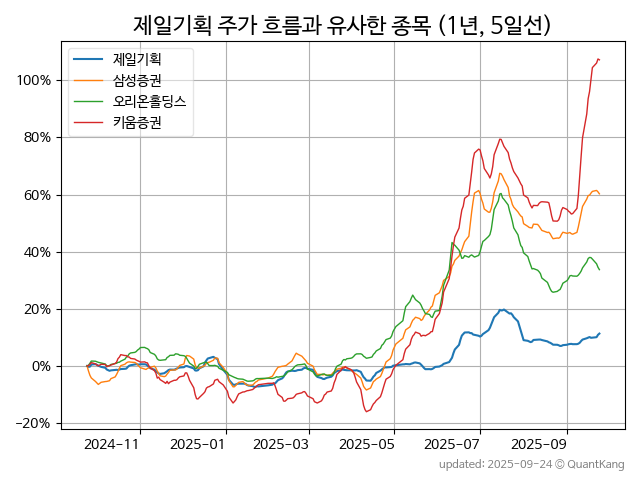 제일기획 주가 흐름과 유사한 종목 (1년, 5일선)
제일기획
삼성증권
오리온홀딩스
키움증권
100%
80%
60%
40%
20%
0%
−20%
2024-11 2025-01 2025-03 2025-05 2025-07 2025-09
updated: 2025-09-24 © QuantKang